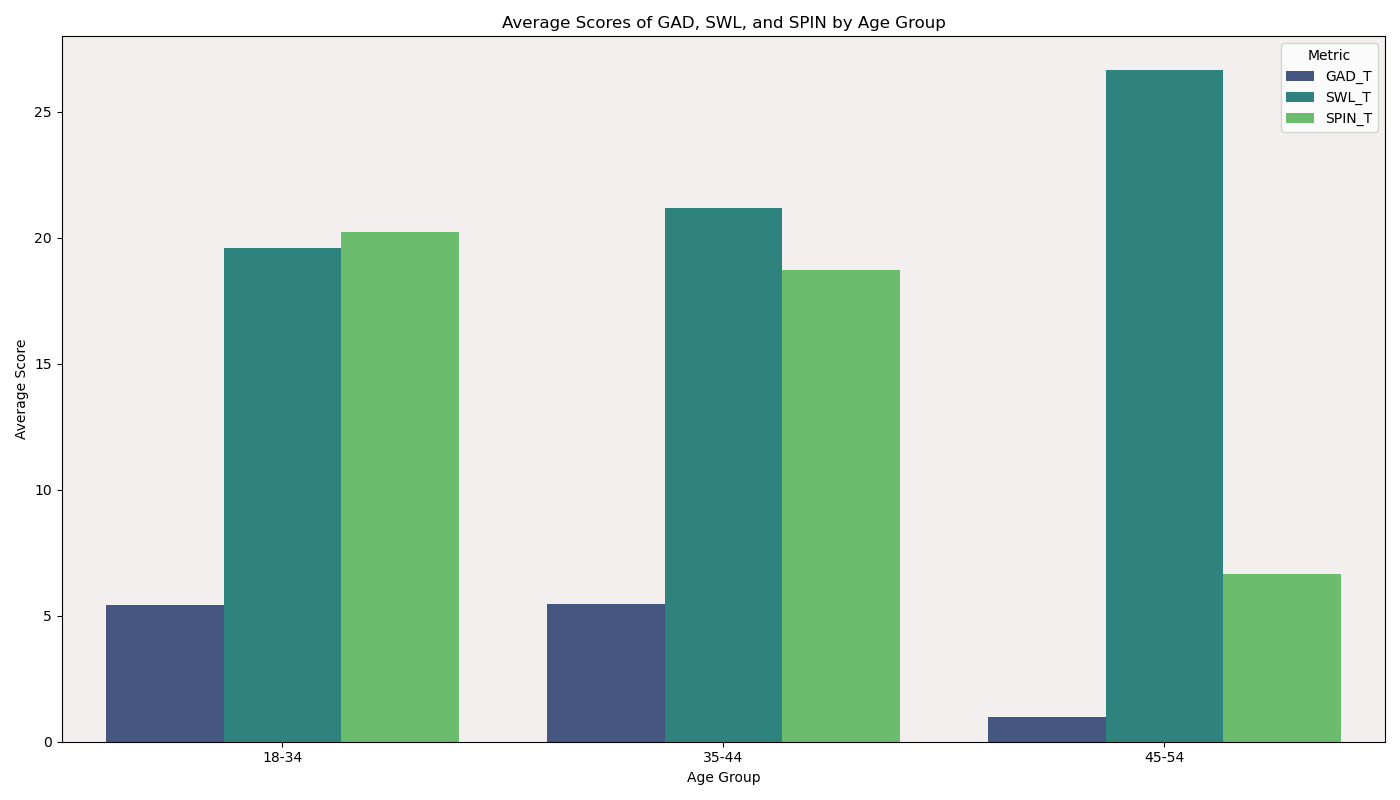 Average Scores of GAD, SWL, and SPIN by Age Group
Metric
GAD_T
SWL_T
SPIN_T
Average Score
25
20
15
10
5
0
18-34
35-44
45-54
Age Group